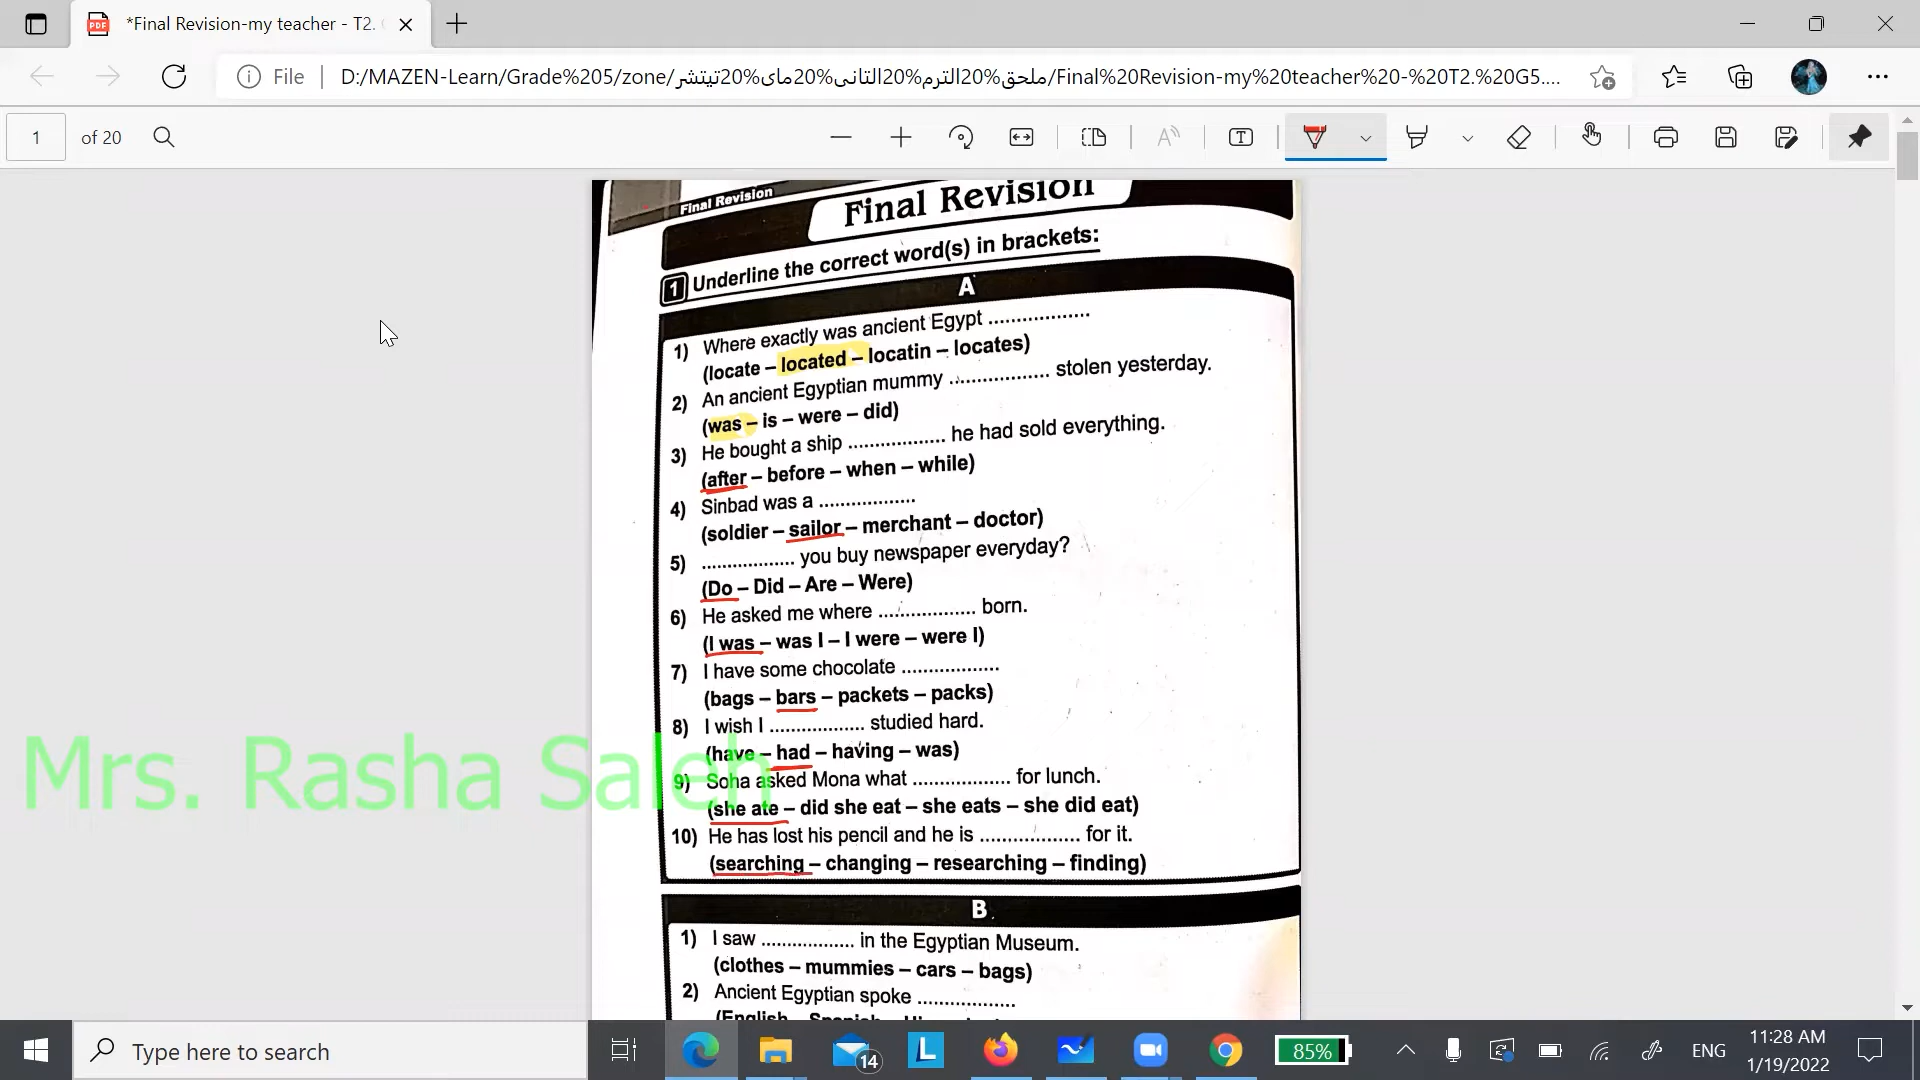 *Final Revision-my teacher - T2.
File
D:/MAZEN-Learn/Grade%205/zone/ملحق%20الترم%20التانى%20ماى%20تيتشر/Final%20Revision-my%20teacher%20-%20T2.%20G5....
1 of 20
Final Revision
Final Revision
1 Underline the correct word(s) in brackets:
A
1) Where exactly was ancient Egypt ..................
(locate – located – locatin – locates)
2) An ancient Egyptian mummy .................. stolen yesterday.
(was – is – were – did)
3) He bought a ship .................. he had sold everything.
(after – before – when – while)
4) Sinbad was a ..................
(soldier – sailor – merchant – doctor)
5) .................. you buy newspaper everyday?
(Do – Did – Are – Were)
6) He asked me where .................. born.
(I was – was I – I were – were I)
7) I have some chocolate ..................
(bags – bars – packets – packs)
8) I wish I .................. studied hard.
(have – had – having – was)
Mrs. Rasha Saleh
9) Soha asked Mona what .................. for lunch.
(she ate – did she eat – she eats – she did eat)
10) He has lost his pencil and he is .................. for it.
(searching – changing – researching – finding)
B
1) I saw .................. in the Egyptian Museum.
(clothes – mummies – cars – bags)
2) Ancient Egyptian spoke ..................
(English – Spanish –
Type here to search
14
L
85%
ENG
11:28 AM
1/19/2022